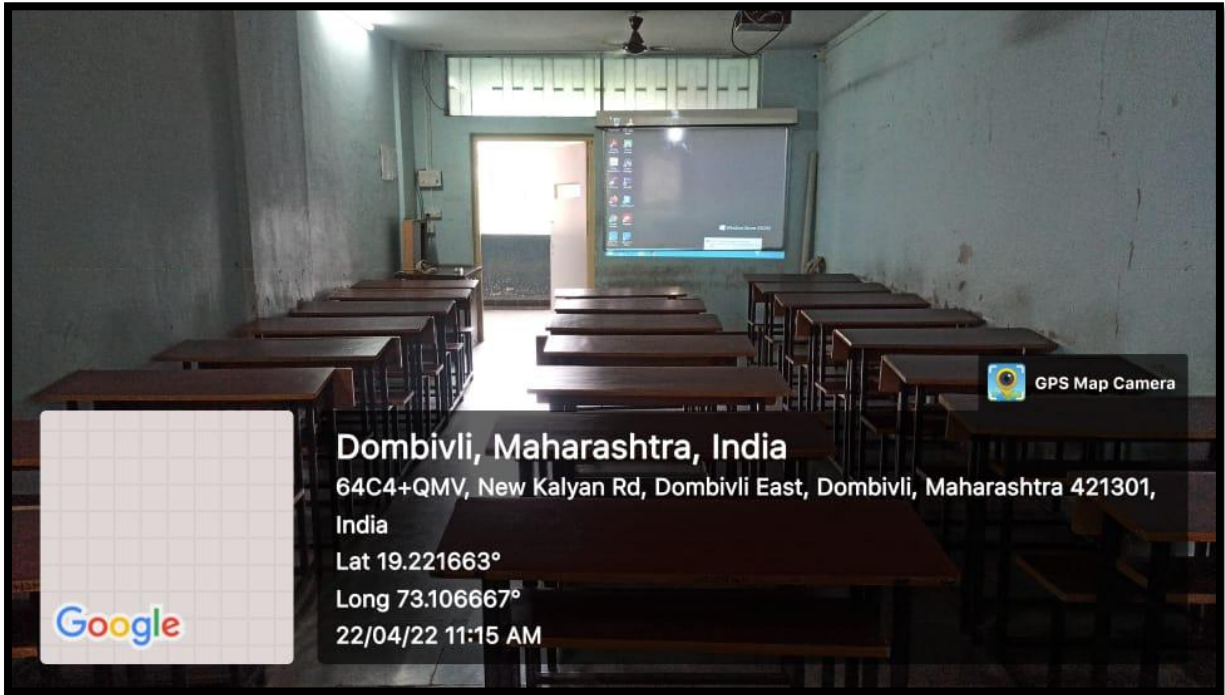 GPS Map Camera
Dombivli, Maharashtra, India
64C4+QMV, New Kalyan Rd, Dombivli East, Dombivli, Maharashtra 421301,
India
Lat 19.221663°
Long 73.106667°
22/04/22 11:15 AM
Google